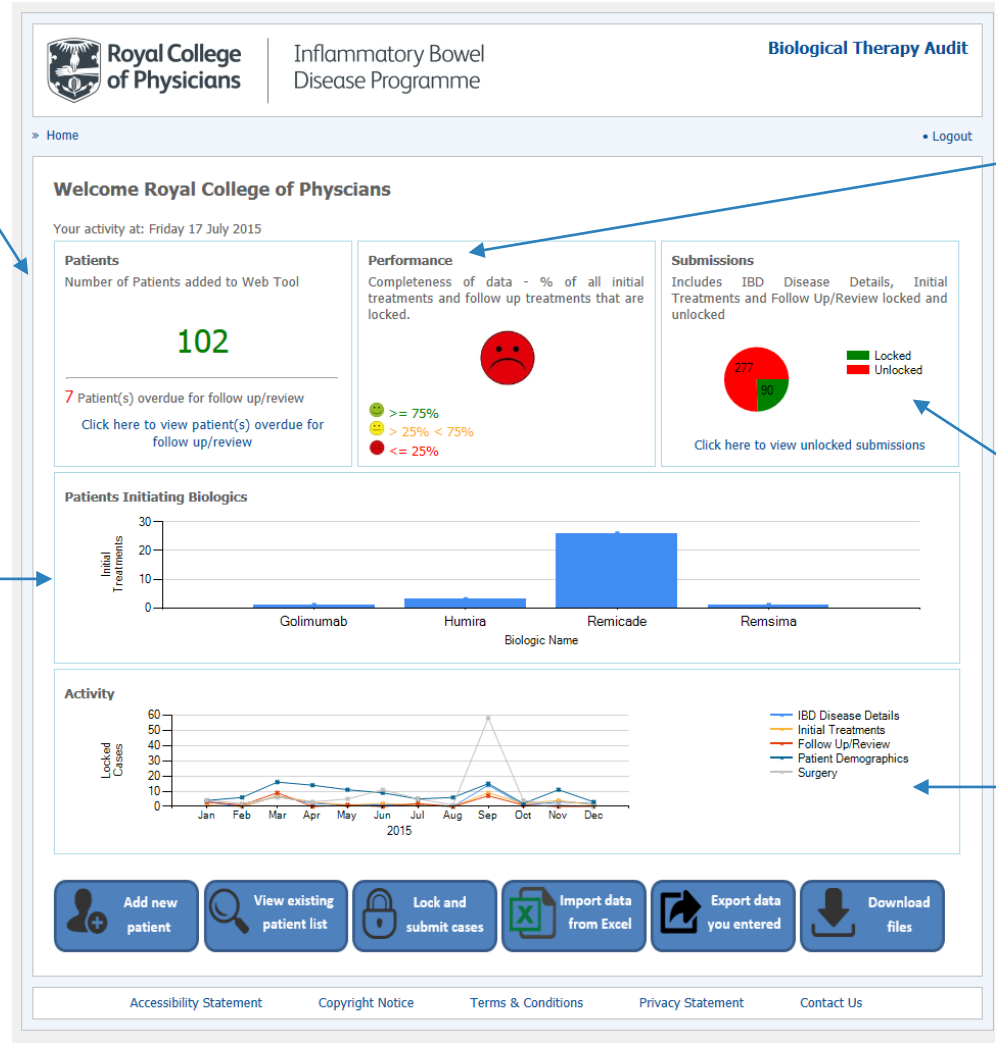 Royal College
of Physicians
Inflammatory Bowel
Disease Programme
Biological Therapy Audit
» Home
• Logout
Welcome Royal College of Physcians
Your activity at: Friday 17 July 2015
Patients
Number of Patients added to Web Tool
102
7 Patient(s) overdue for follow up/review
Click here to view patient(s) overdue for
follow up/review
Performance
Completeness of data - % of all initial
treatments and follow up treatments that are
locked.
>= 75%
> 25% < 75%
<= 25%
Submissions
Includes IBD Disease Details, Initial
Treatments and Follow Up/Review locked and
unlocked
277
90
Locked
Unlocked
Click here to view unlocked submissions
Patients Initiating Biologics
Initial
Treatments
30
20
10
0
Golimumab Humira Remicade Remsima
Biologic Name
Activity
Locked
Cases
60
50
40
30
20
10
0
Jan Feb Mar Apr May Jun Jul Aug Sep Oct Nov Dec
2015
IBD Disease Details
Initial Treatments
Follow Up/Review
Patient Demographics
Surgery
Add new
patient
View existing
patient list
Lock and
submit cases
X
Import data
from Excel
Export data
you entered
Download
files
Accessibility Statement Copyright Notice Terms & Conditions Privacy Statement Contact Us